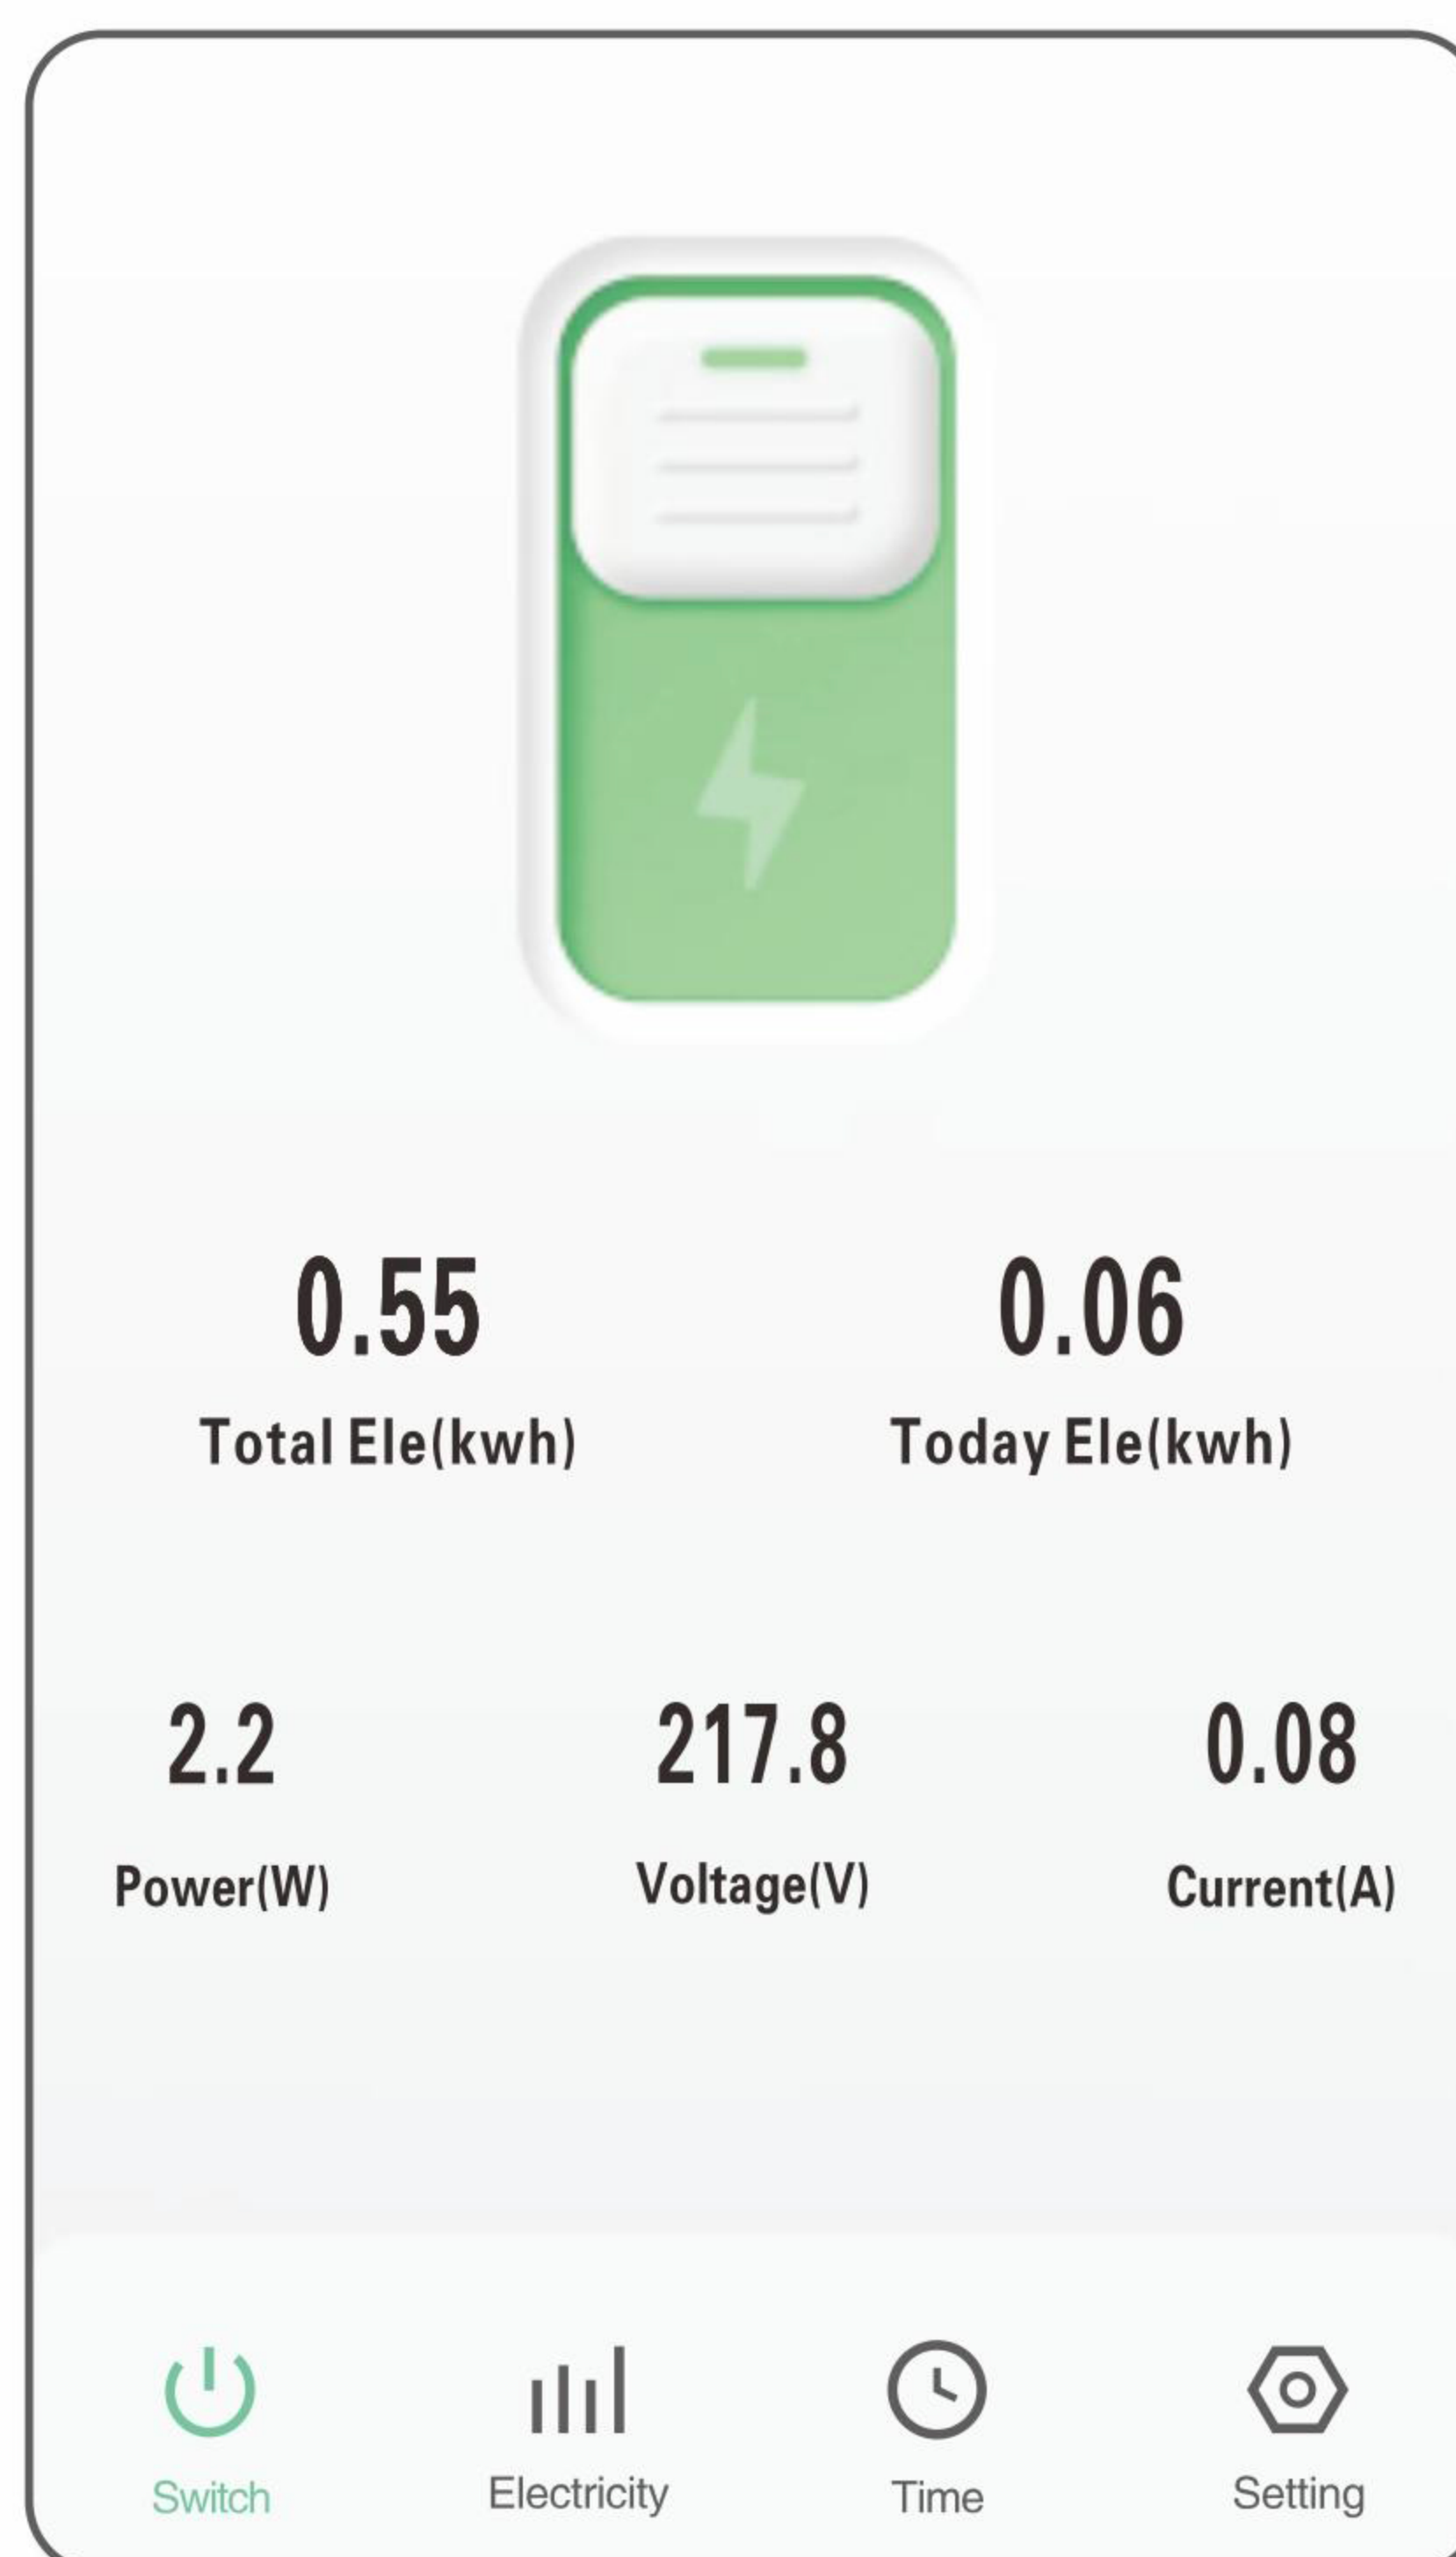 0.55 0.06
Total Ele(kwh) Today Ele(kwh)
2.2 217.8 0.08
Power(W) Voltage(V) Current(A)
Switch Electricity Time Setting